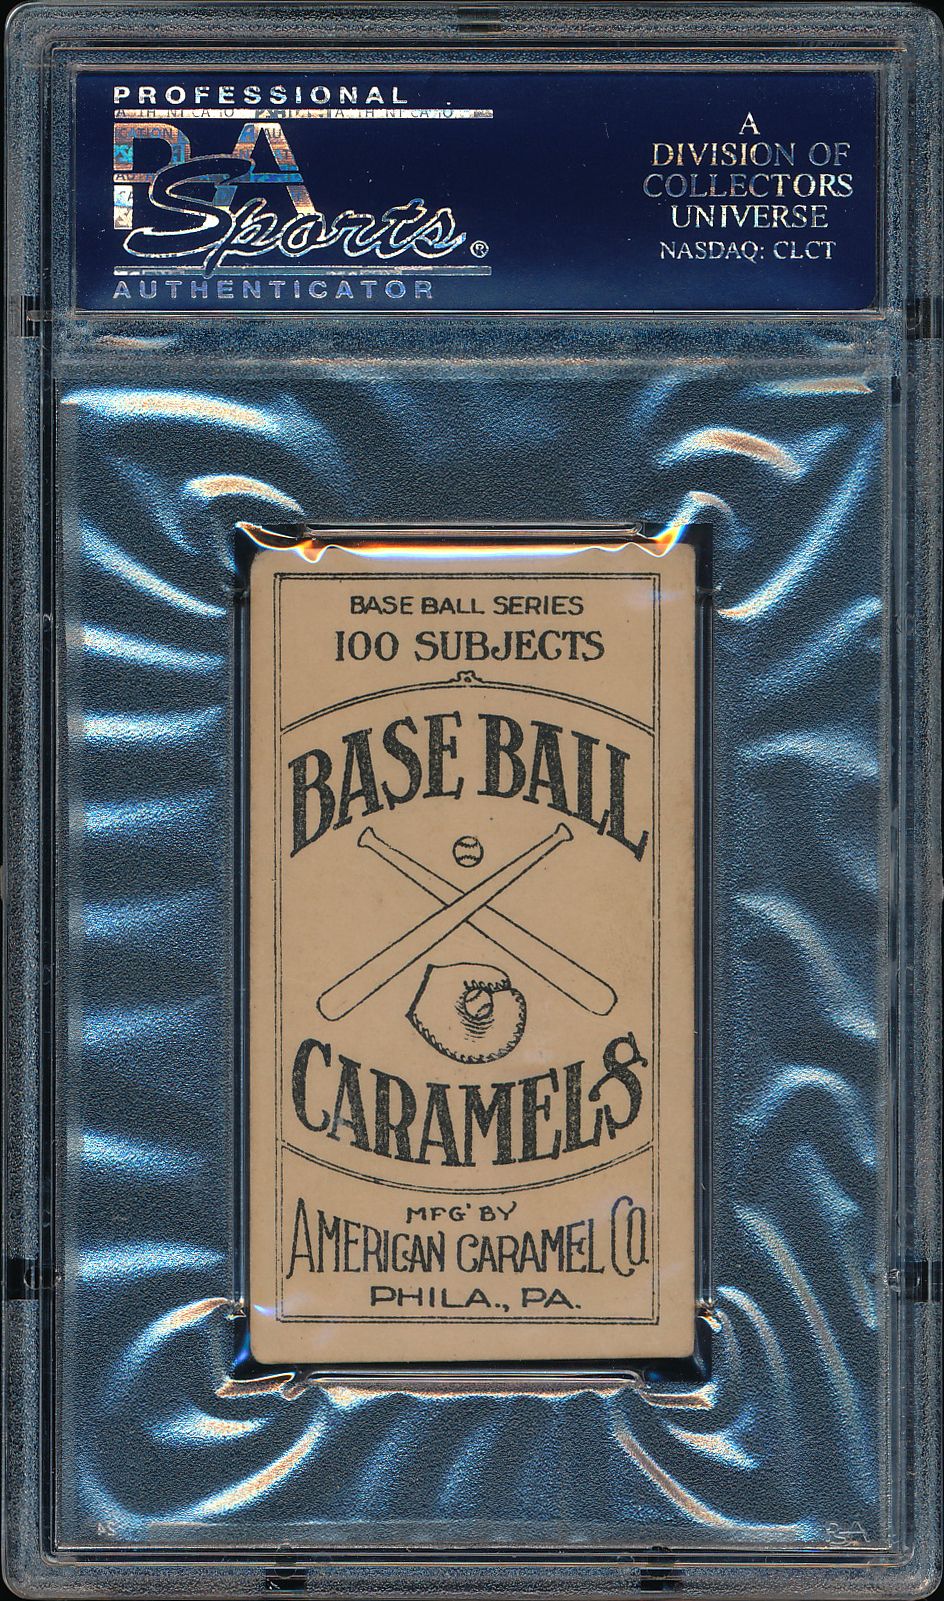 PROFESSIONAL
PSA
Sports®
AUTHENTICATOR
A
DIVISION OF
COLLECTORS
UNIVERSE
NASDAQ: CLCT
BASE BALL SERIES
100 SUBJECTS
BASE BALL
CARAMELS
MFG' BY
AMERICAN CARAMEL CO
PHILA., PA.